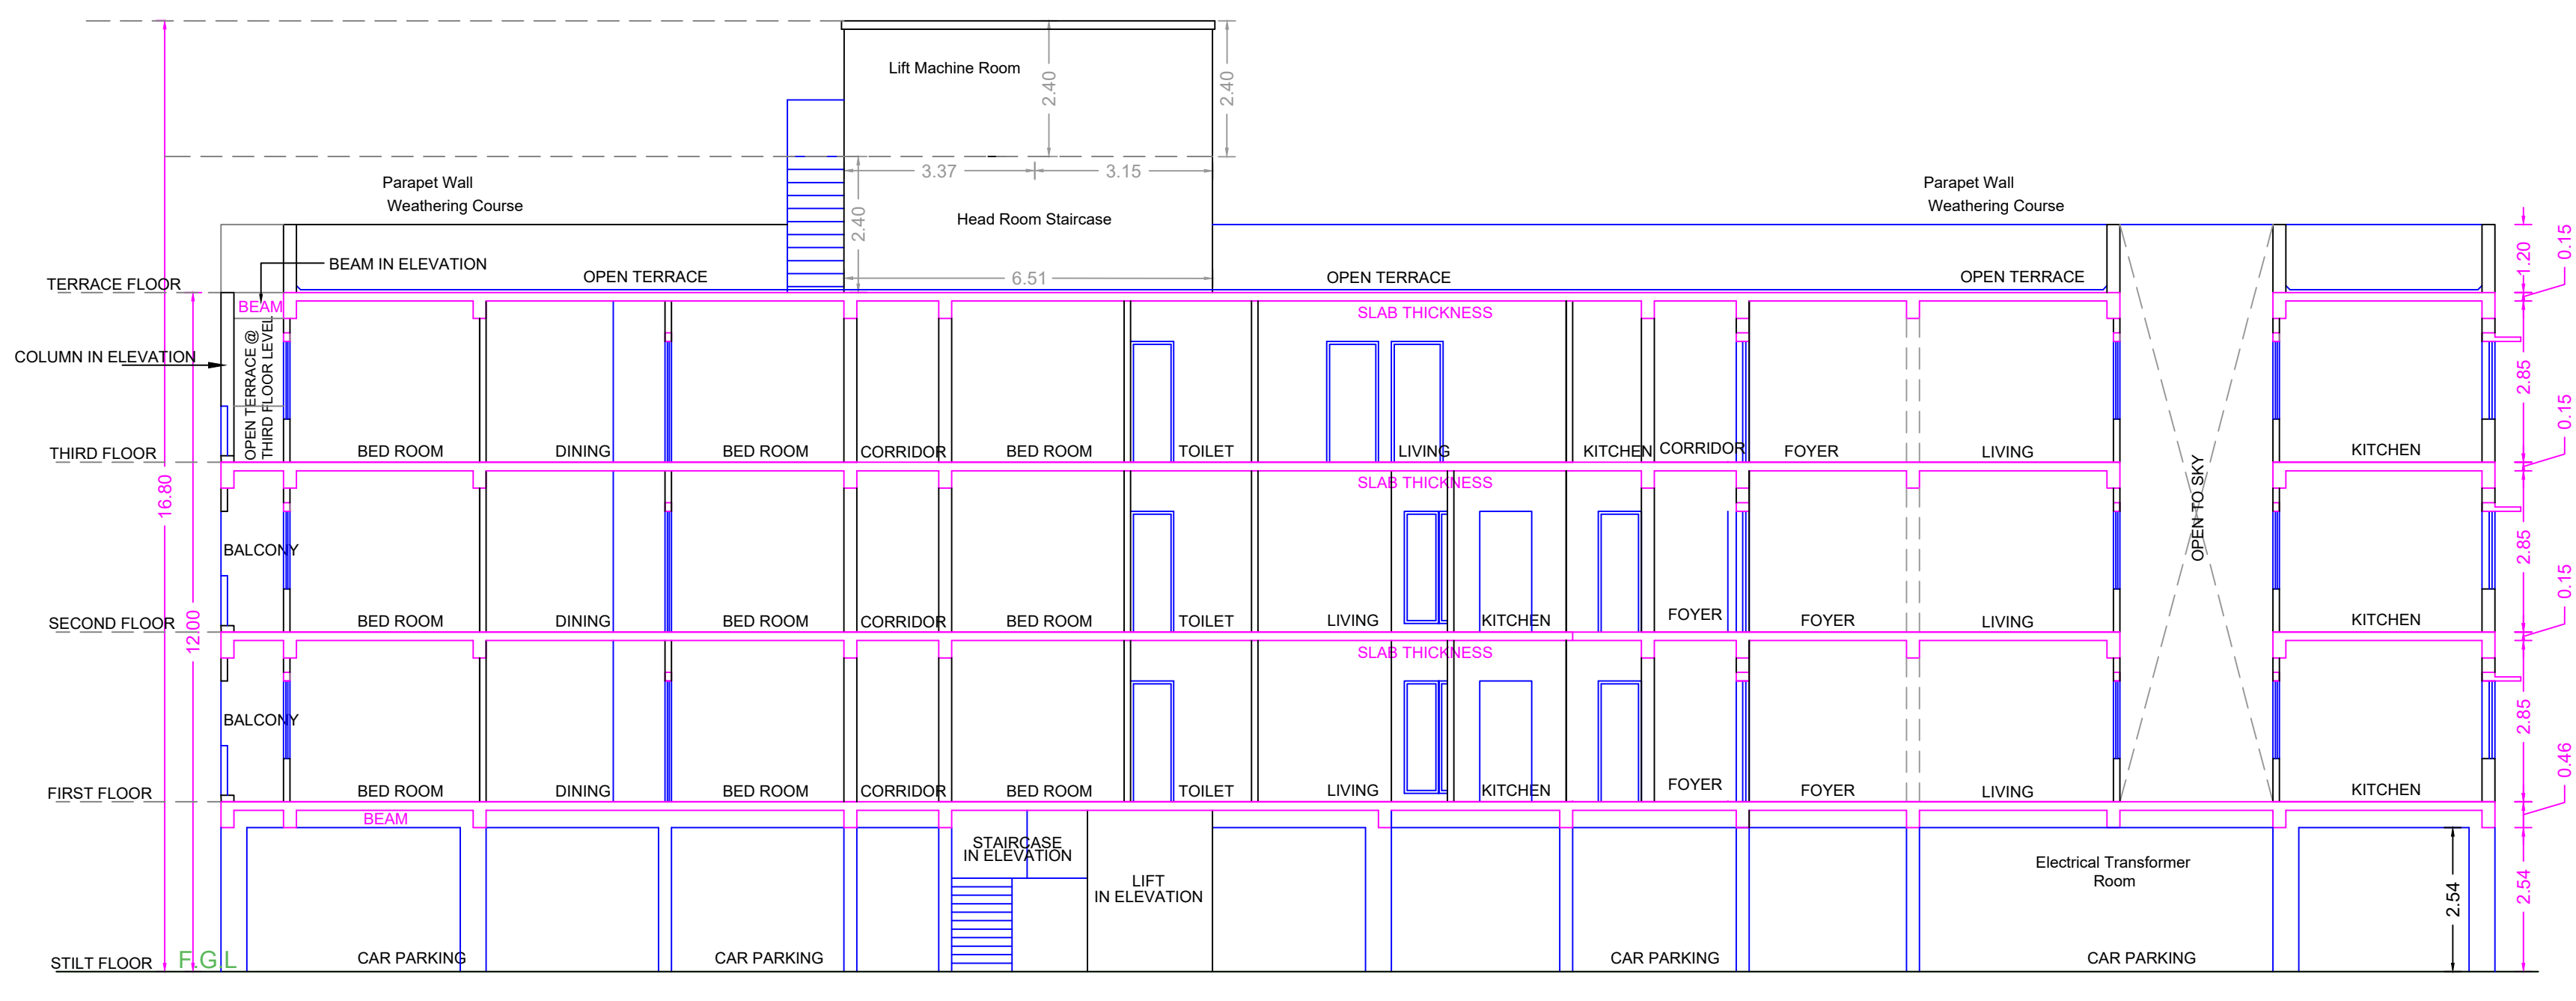 Lift Machine Room
2.40
2.40
3.37
3.15
Parapet Wall
Weathering Course
Parapet Wall
Weathering Course
2.40
Head Room Staircase
1.20
0.15
BEAM IN ELEVATION
TERRACE FLOOR
OPEN TERRACE
6.51
OPEN TERRACE
OPEN TERRACE
BEAM
SLAB THICKNESS
COLUMN IN ELEVATION
OPEN TERRACE @
THIRD FLOOR LEVEL
2.85
0.15
THIRD FLOOR
BED ROOM
DINING
BED ROOM
CORRIDOR
BED ROOM
TOILET
LIVING
KITCHEN
CORRIDOR
FOYER
LIVING
KITCHEN
16.80
SLAB THICKNESS
OPEN TO SKY
BALCONY
2.85
0.15
12.00
SECOND FLOOR
BED ROOM
DINING
BED ROOM
CORRIDOR
BED ROOM
TOILET
LIVING
KITCHEN
FOYER
FOYER
LIVING
KITCHEN
SLAB THICKNESS
BALCONY
2.85
0.46
FIRST FLOOR
BED ROOM
DINING
BED ROOM
CORRIDOR
BED ROOM
TOILET
LIVING
KITCHEN
FOYER
FOYER
LIVING
KITCHEN
BEAM
STAIRCASE
IN ELEVATION
LIFT
IN ELEVATION
Electrical Transformer
Room
2.54
2.54
STILT FLOOR
F.G.L
CAR PARKING
CAR PARKING
CAR PARKING
CAR PARKING